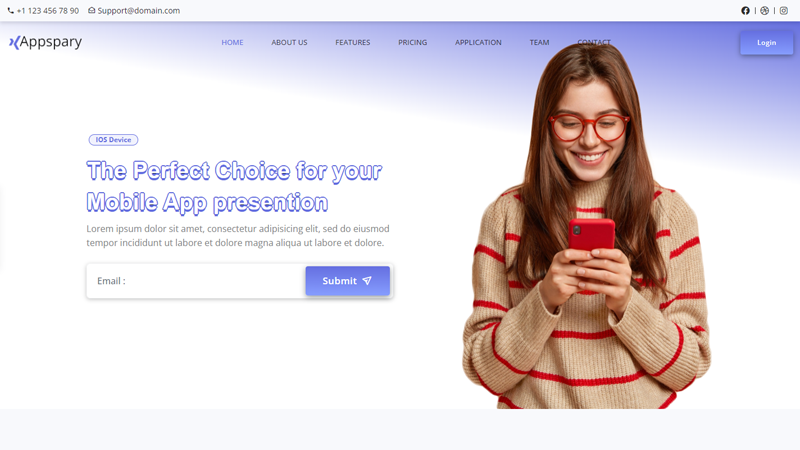 +1 123 456 78 90 Support@domain.com
Appspary HOME ABOUT US FEATURES PRICING APPLICATION TEAM CONTACT Login
IOS Device
The Perfect Choice for your
Mobile App presention
Lorem ipsum dolor sit amet, consectetur adipisicing elit, sed do eiusmod
tempor incididunt ut labore et dolore magna aliqua ut labore et dolore.
Email : Submit